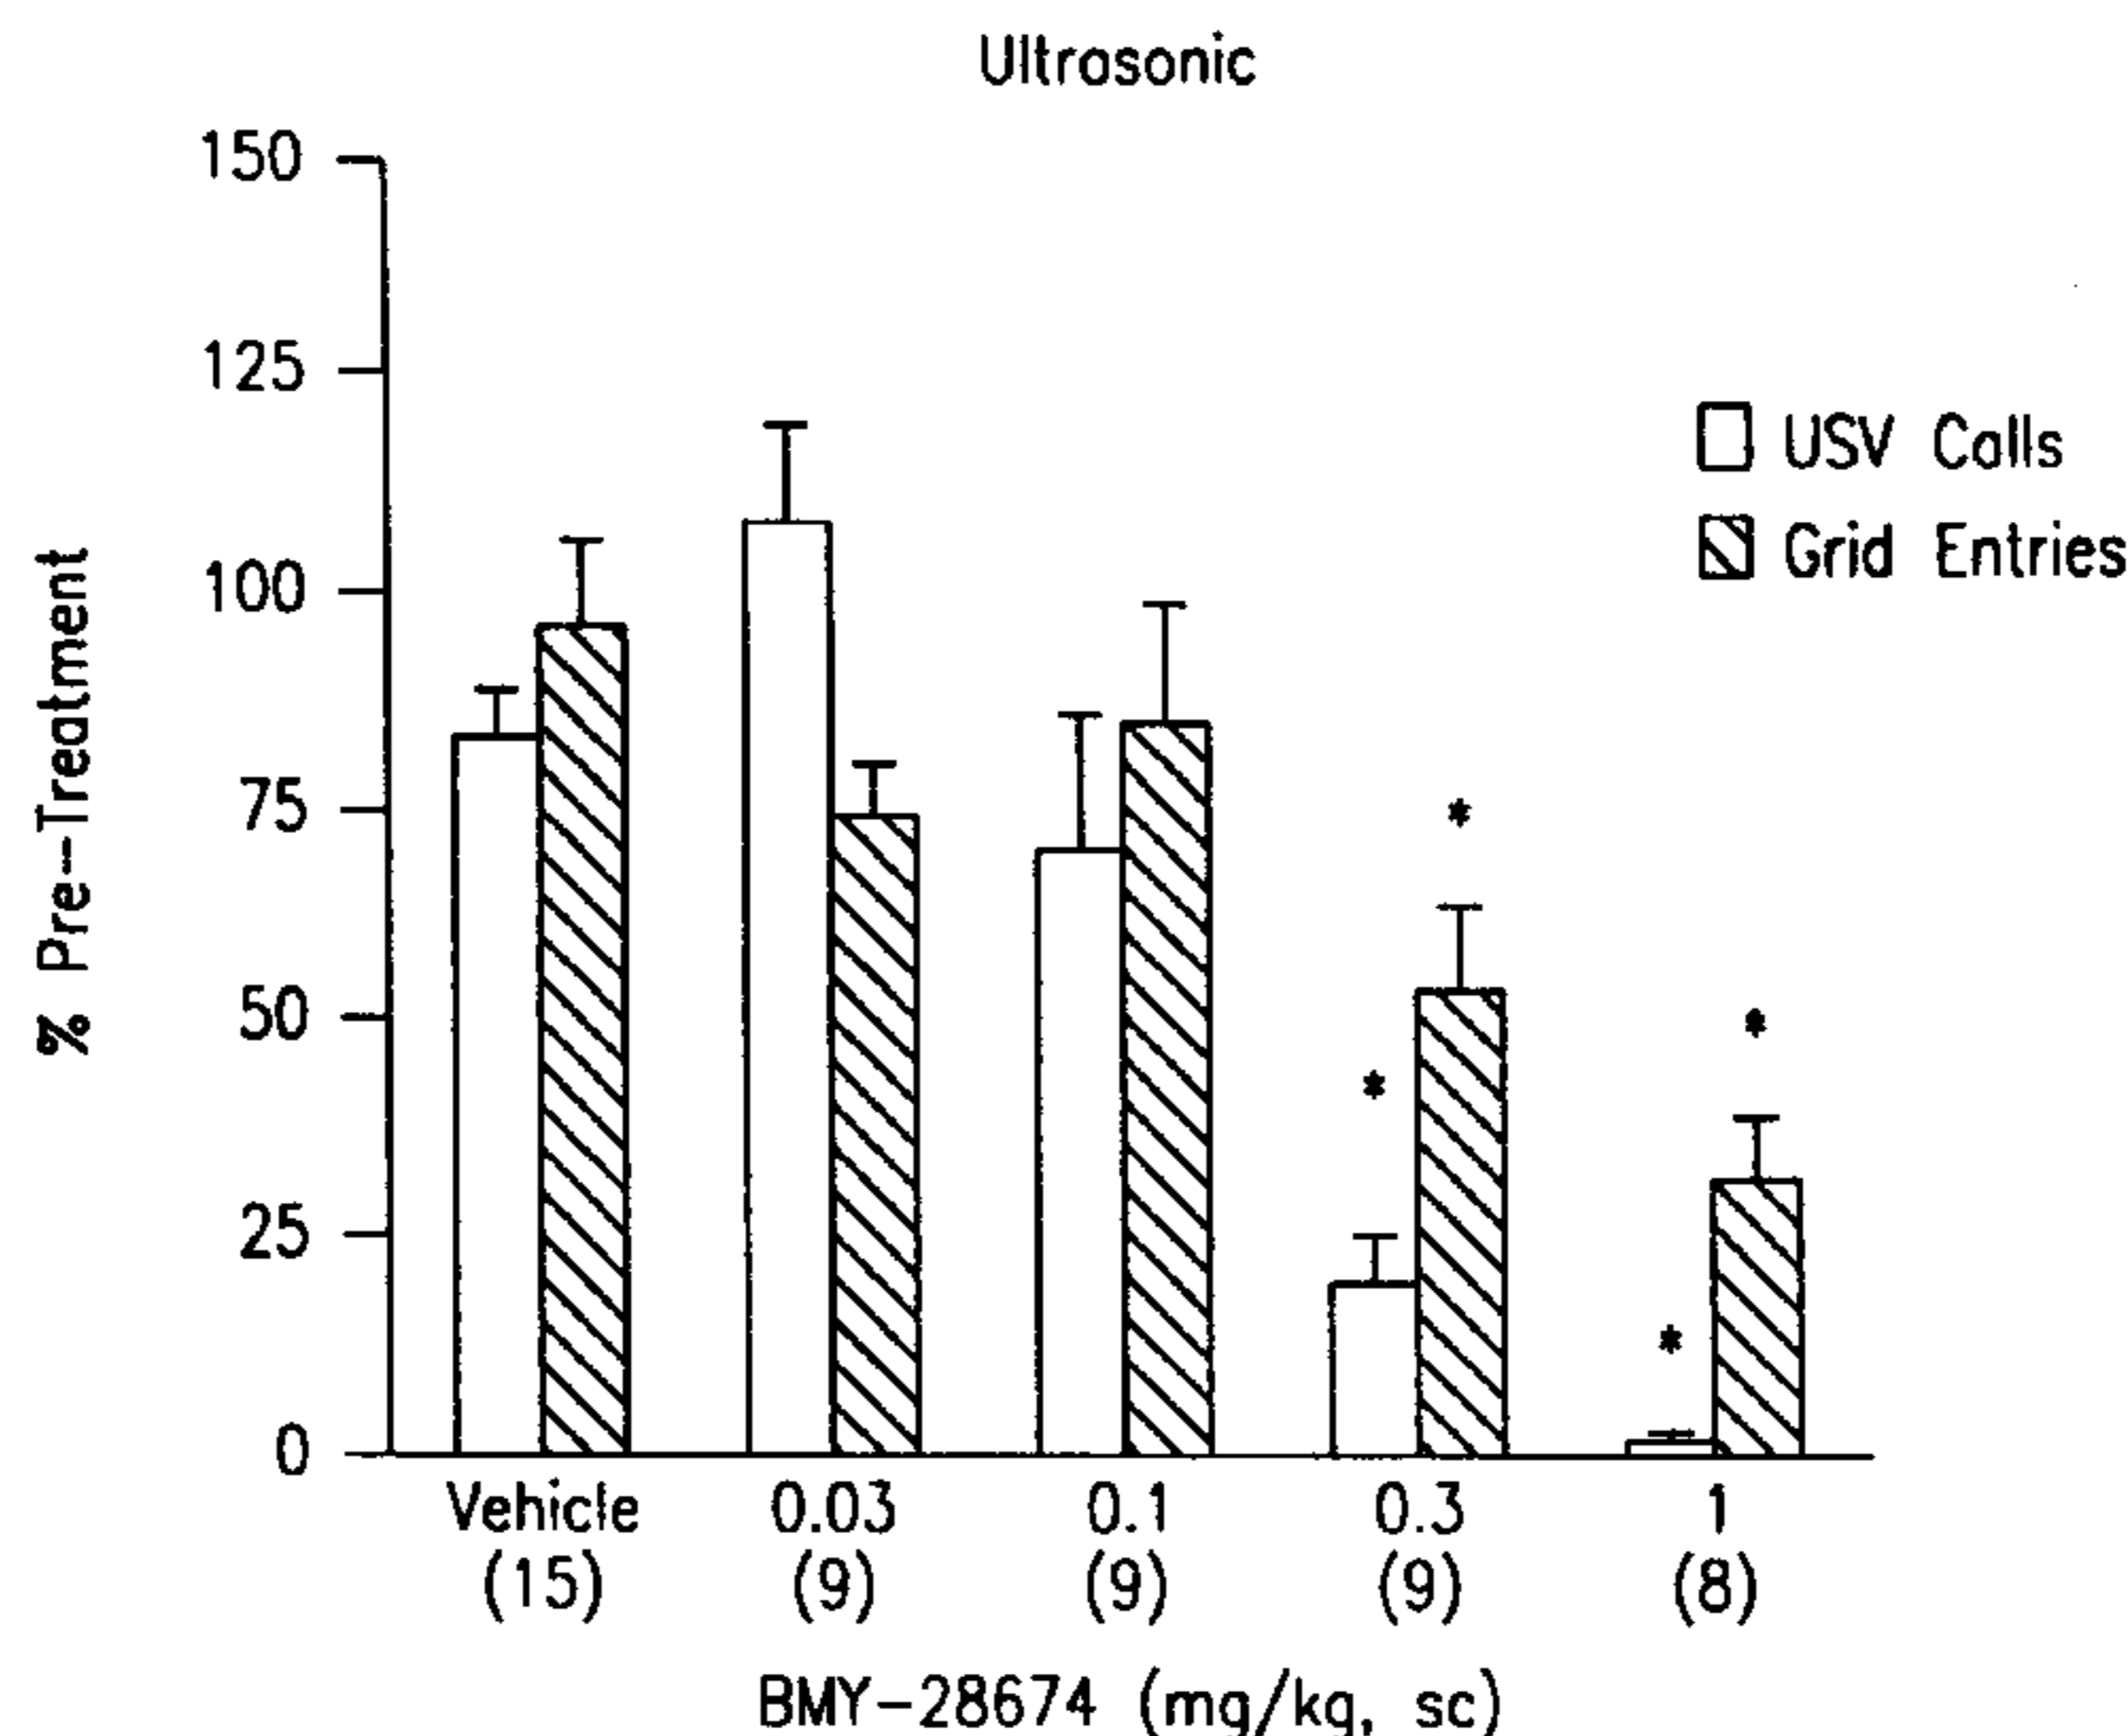 Ultrasonic
150
125
100
75
50
25
0
% Pre-Treatment
USV Calls
Grid Entries
*
*
*
*
Vehicle 0.03 0.1 0.3 1
(15) (9) (9) (9) (8)
BMY-28674 (mg/kg, sc)